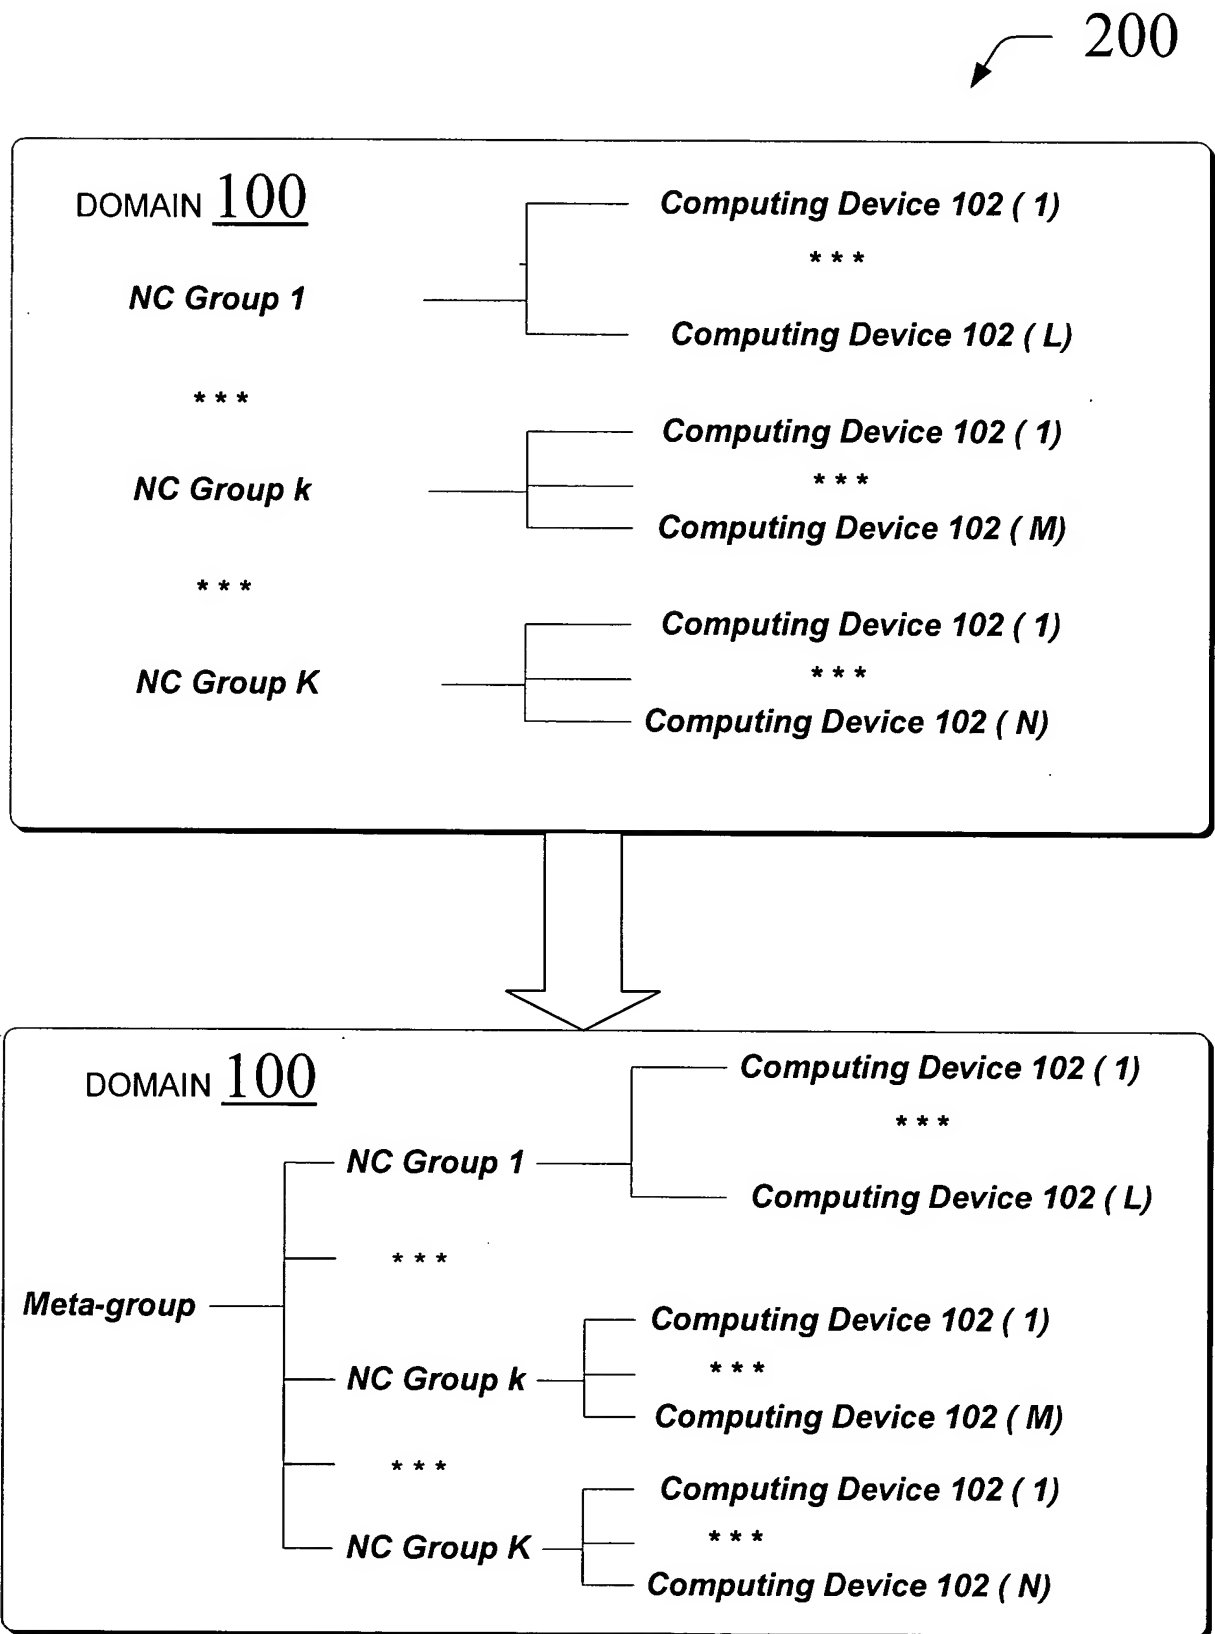 200
DOMAIN 100
Computing Device 102 ( 1)
* * *
NC Group 1
Computing Device 102 ( L)
* * *
Computing Device 102 ( 1)
* * *
NC Group k
Computing Device 102 ( M)
* * *
Computing Device 102 ( 1)
* * *
NC Group K
Computing Device 102 ( N)
DOMAIN 100
Computing Device 102 ( 1)
* * *
NC Group 1
Computing Device 102 ( L)
* * *
Meta-group
Computing Device 102 ( 1)
* * *
NC Group k
Computing Device 102 ( M)
* * *
Computing Device 102 ( 1)
* * *
NC Group K
Computing Device 102 ( N)